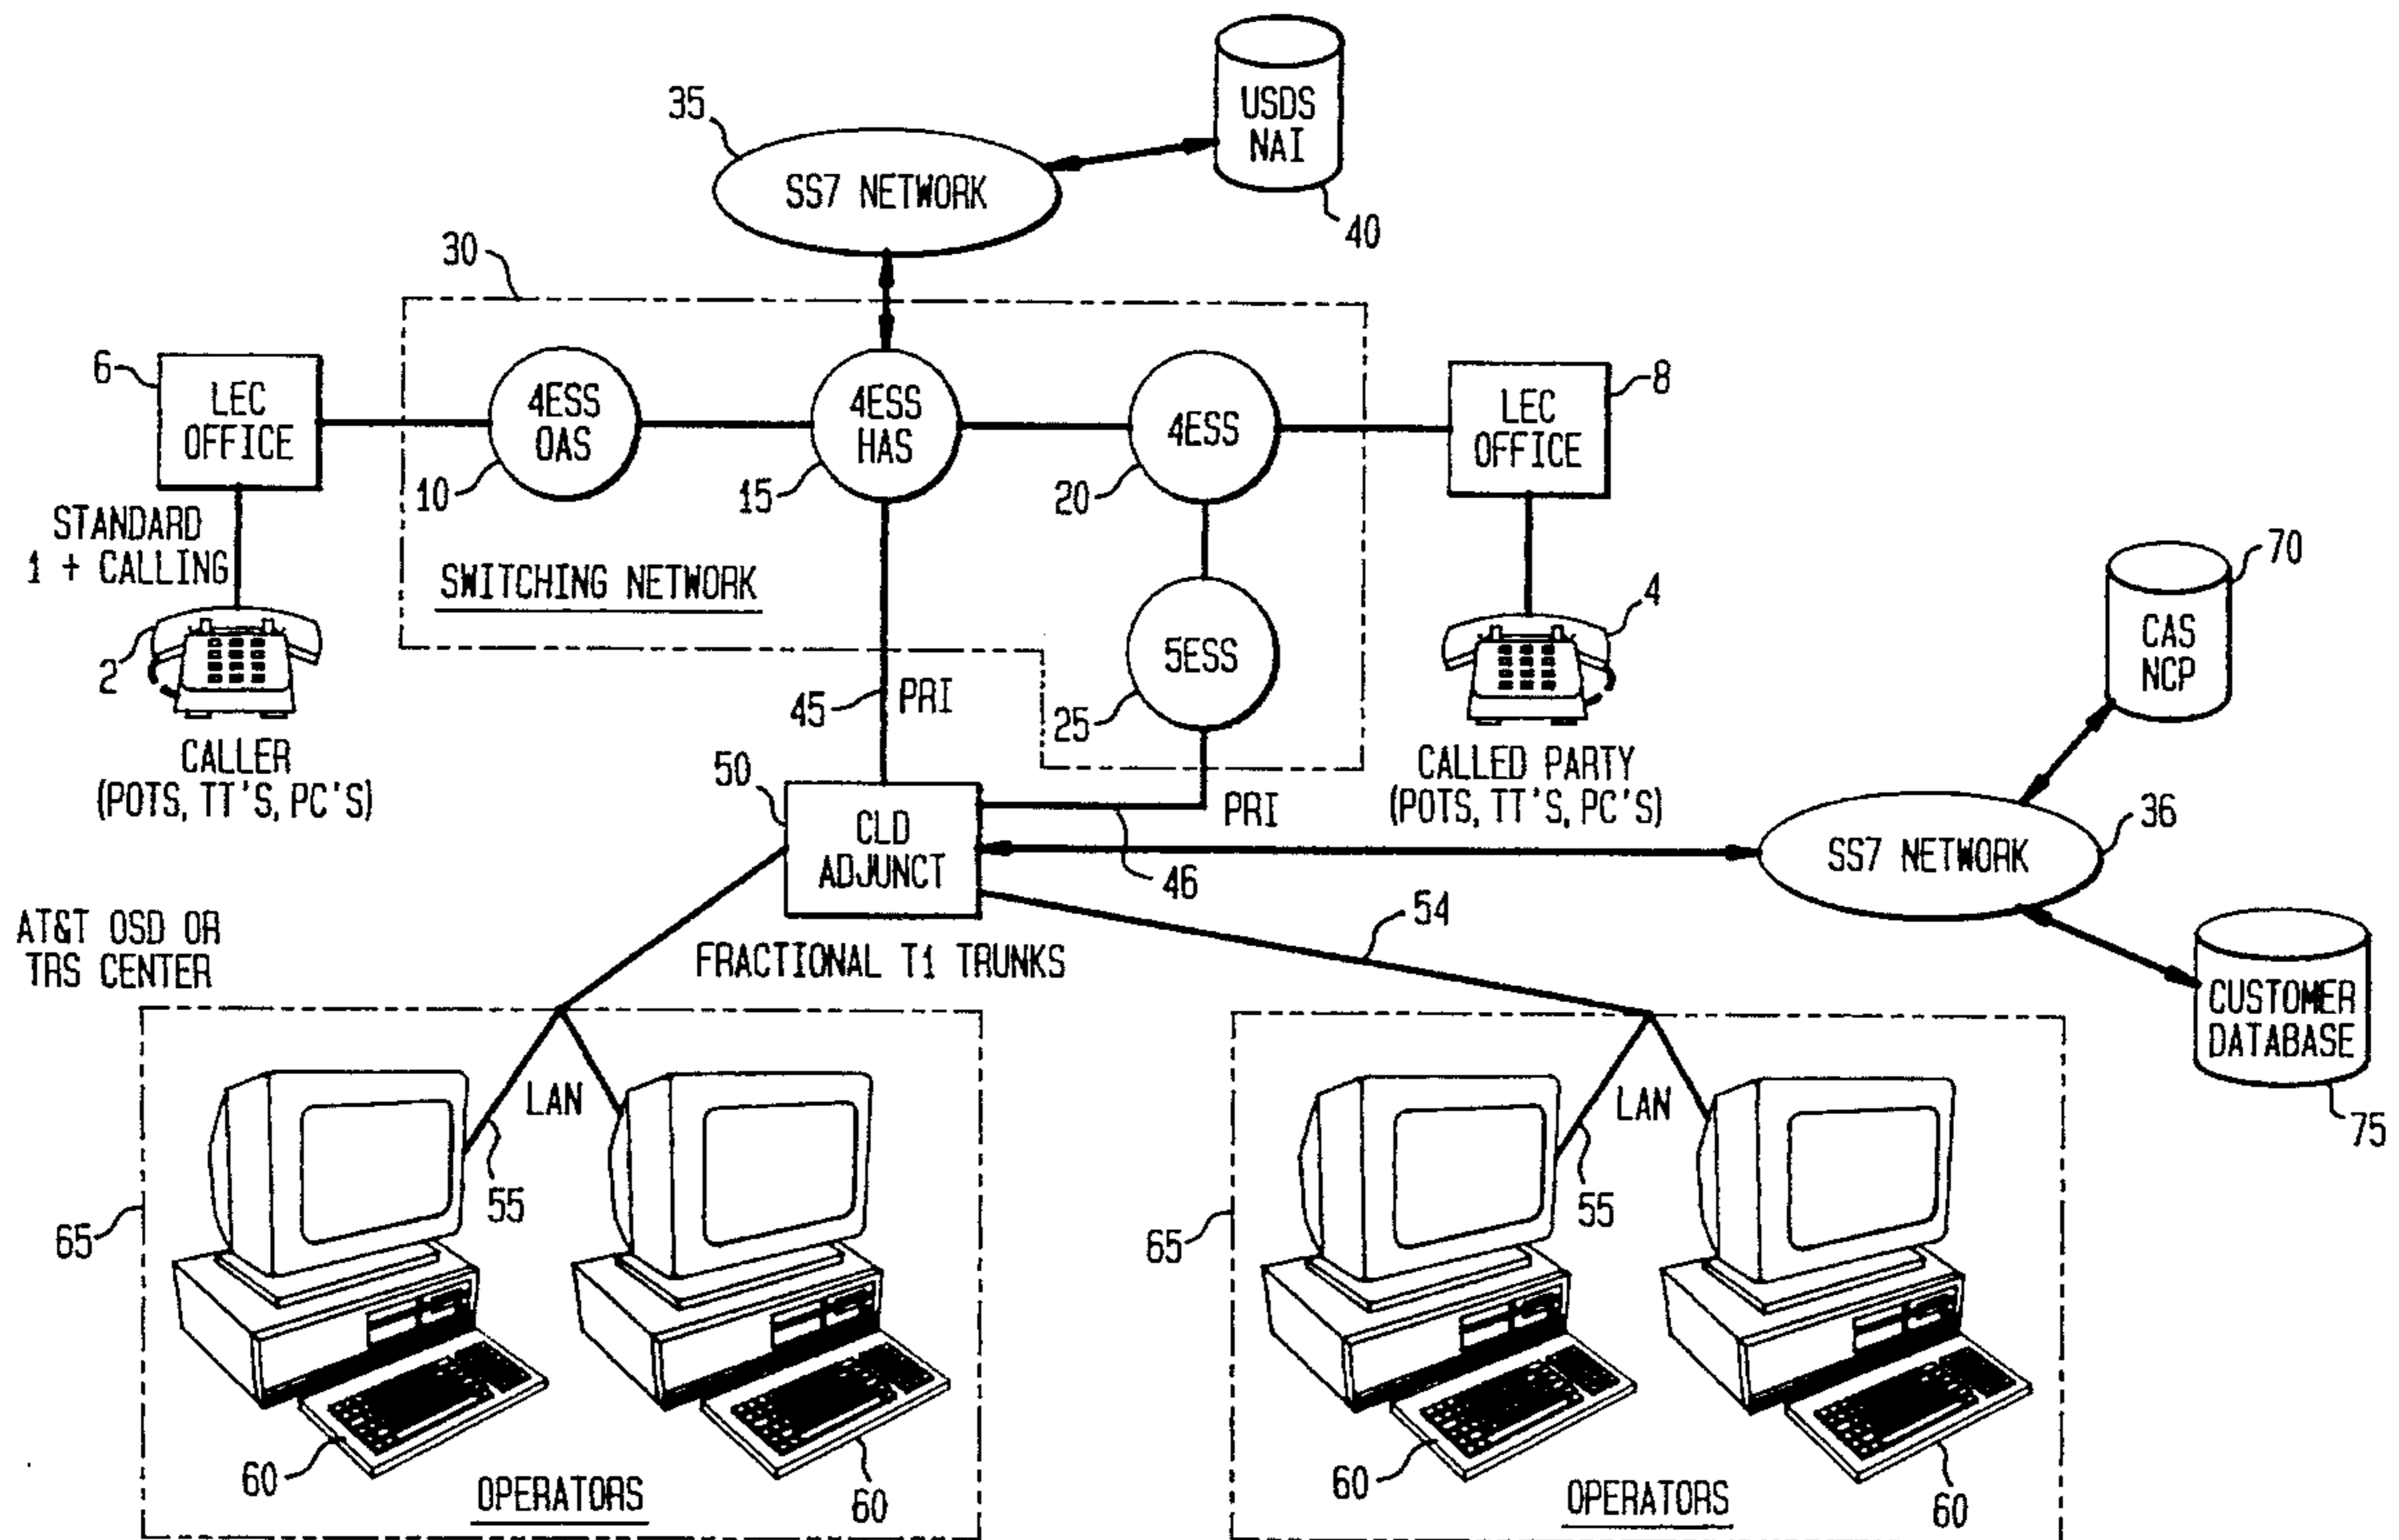 USDS
NAI
40
35
SS7 NETWORK
30
6
LEC
OFFICE
4ESS
OAS
10
4ESS
HAS
15
4ESS
20
LEC
OFFICE
8
STANDARD
1 + CALLING
SWITCHING NETWORK
5ESS
25
2
4
CALLER
(POTS, TT'S, PC'S)
CALLED PARTY
(POTS, TT'S, PC'S)
45
PRI
50
CLD
ADJUNCT
PRI
46
70
CAS
NCP
36
SS7 NETWORK
54
CUSTOMER
DATABASE
75
AT&T OSD OR
TRS CENTER
FRACTIONAL T1 TRUNKS
LAN
55
65
60
60
OPERATORS
LAN
55
65
60
60
OPERATORS